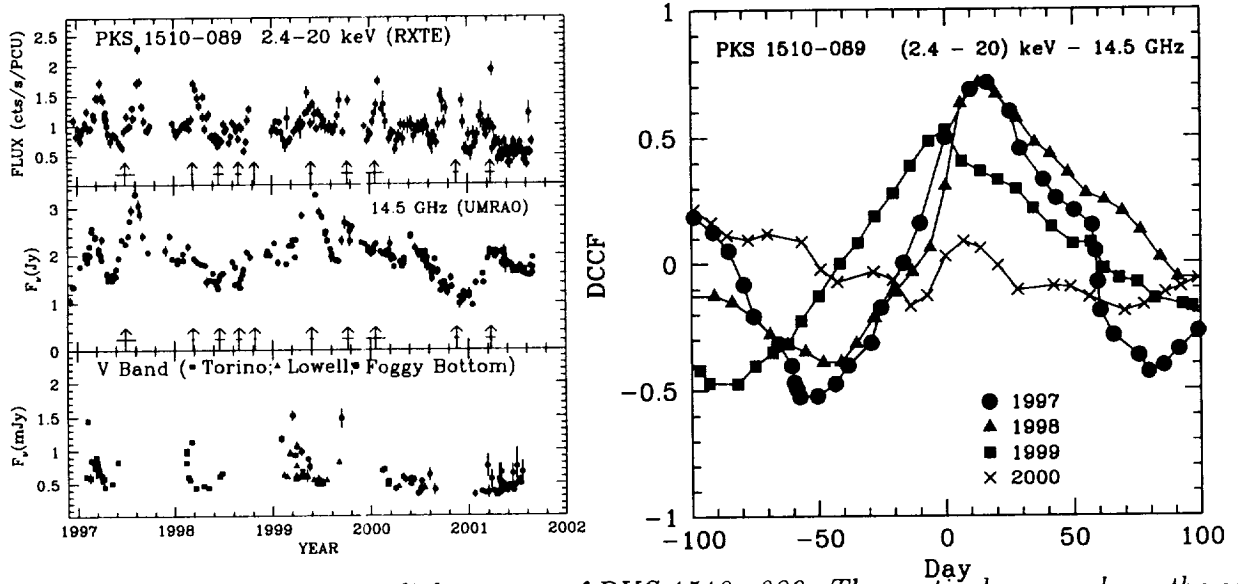 PKS 1510-089 2.4-20 keV (RXTE)
FLUX (cts/s/PCU)
2.5
2
1.5
1
0.5
14.5 GHz (UMRAO)
Fν(Jy)
3
2
1
0
V Band (▪ Torino;▴ Lowell;• Foggy Bottom)
Fν(mJy)
2
1.5
1
0.5
1997 1998 1999 2000 2001 2002
YEAR
PKS 1510-089 (2.4 - 20) keV - 14.5 GHz
DCCF
1
0.5
0
-0.5
-1
1997
1998
1999
2000
-100 -50 0 50 100
Day
of PKS 1510